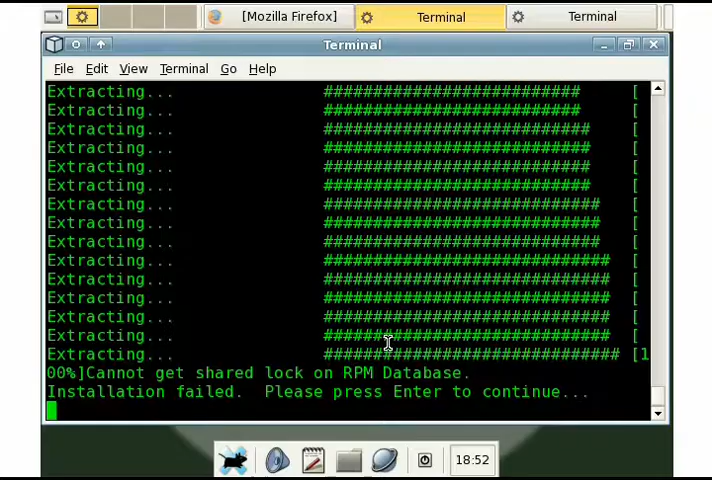 [Mozilla Firefox]
Terminal
Terminal
Terminal
File Edit View Terminal Go Help
Extracting... ########################## [
Extracting... ########################## [
Extracting... ########################### [
Extracting... ########################### [
Extracting... ########################### [
Extracting... ########################### [
Extracting... ############################ [
Extracting... ############################ [
Extracting... ############################ [
Extracting... ############################# [
Extracting... ############################# [
Extracting... ############################# [
Extracting... ############################# [
Extracting... ############################# [
Extracting... ############################## [1
00%]Cannot get shared lock on RPM Database.
Installation failed.  Please press Enter to continue...
18:52